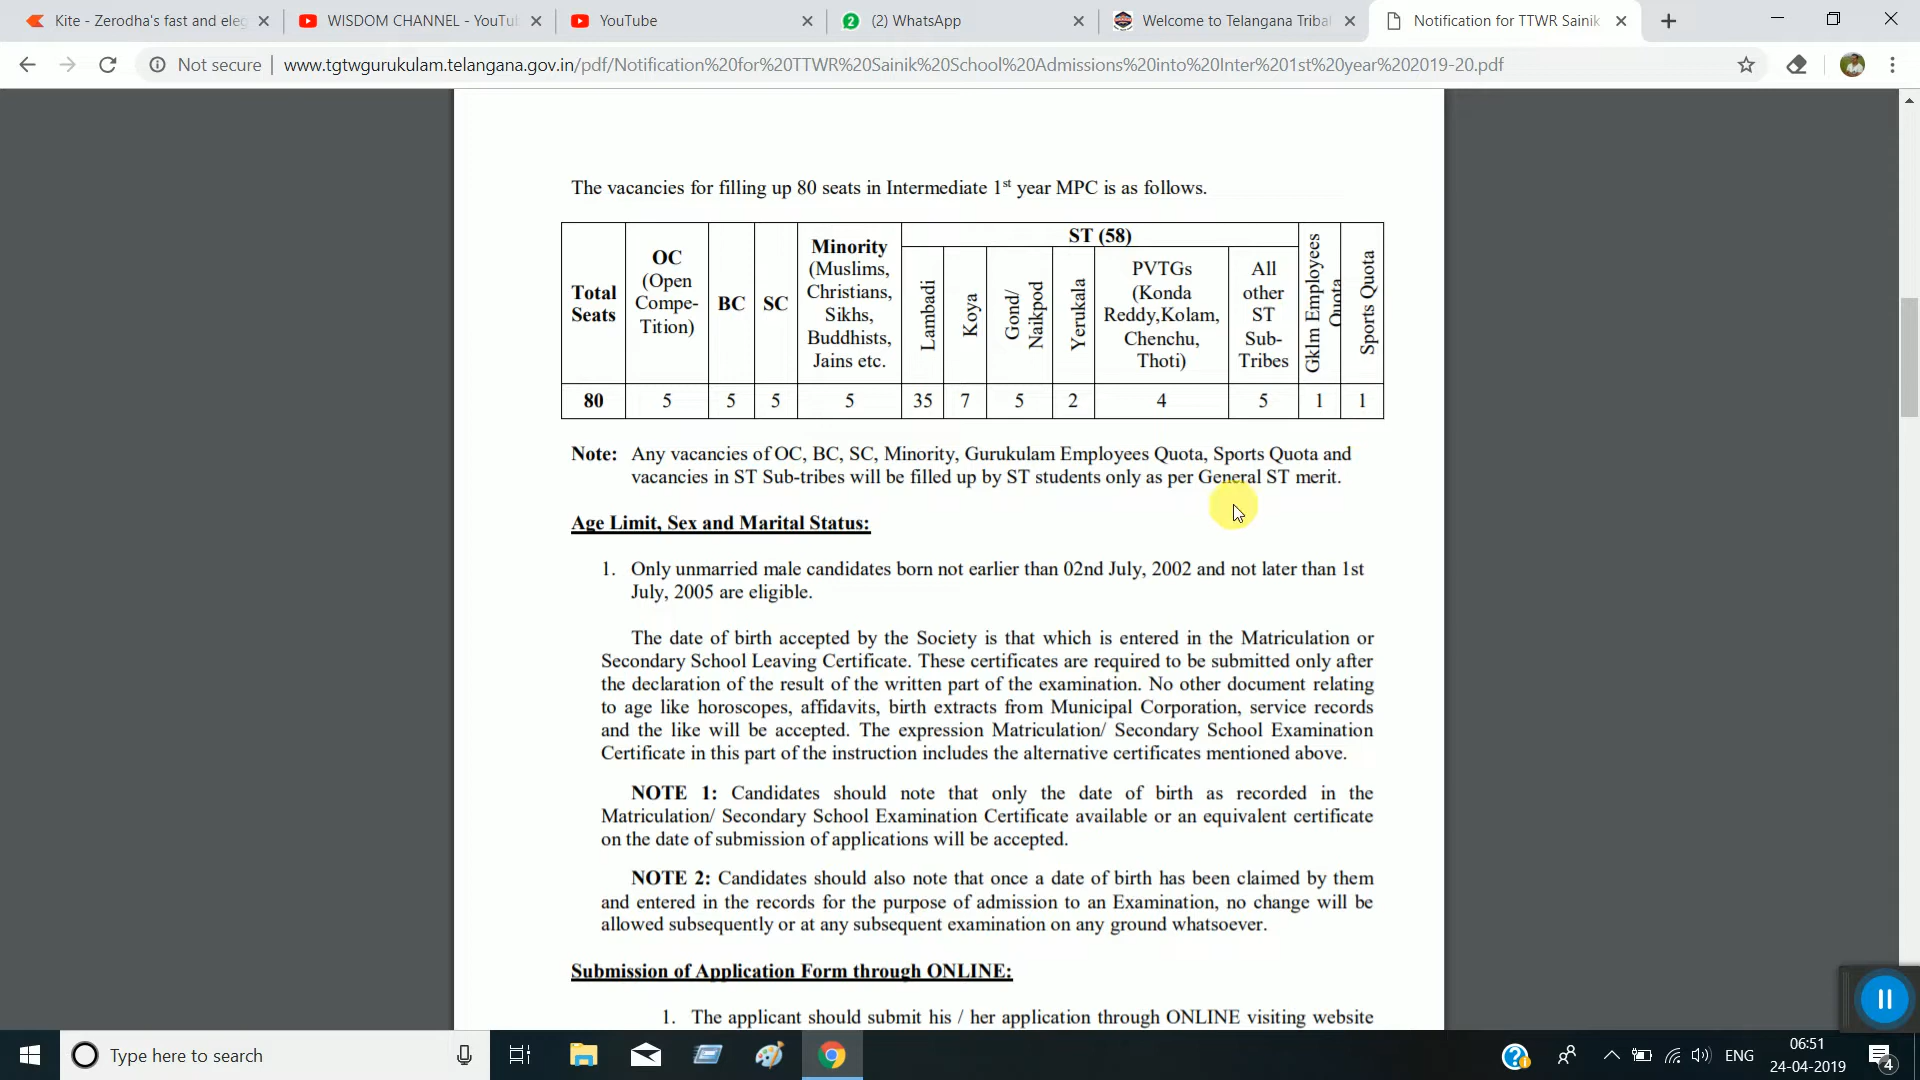 Kite - Zerodha's fast and eleg
WISDOM CHANNEL - YouTu
YouTube
(2) WhatsApp
Welcome to Telangana Tribal
Notification for TTWR Sainik
Not secure | www.tgtwgurukulam.telangana.gov.in/pdf/Notification%20for%20TTWR%20Sainik%20School%20Admissions%20into%20Inter%201st%20year%202019-20.pdf
The vacancies for filling up 80 seats in Intermediate 1st year MPC is as follows.
Total Seats
OC (Open Compe-Tition)
BC
SC
Minority (Muslims, Christians, Sikhs, Buddhists, Jains etc.
ST (58)
Lambadi
Koya
Gond/ Naikpod
Yerukala
PVTGs (Konda Reddy,Kolam, Chenchu, Thoti)
All other ST Sub-Tribes
Gklm Employees Quota
Sports Quota
80 5 5 5 5 35 7 5 2 4 5 1 1
Note: Any vacancies of OC, BC, SC, Minority, Gurukulam Employees Quota, Sports Quota and
vacancies in ST Sub-tribes will be filled up by ST students only as per General ST merit.
Age Limit, Sex and Marital Status:
1. Only unmarried male candidates born not earlier than 02nd July, 2002 and not later than 1st
July, 2005 are eligible.
The date of birth accepted by the Society is that which is entered in the Matriculation or
Secondary School Leaving Certificate. These certificates are required to be submitted only after
the declaration of the result of the written part of the examination. No other document relating
to age like horoscopes, affidavits, birth extracts from Municipal Corporation, service records
and the like will be accepted. The expression Matriculation/ Secondary School Examination
Certificate in this part of the instruction includes the alternative certificates mentioned above.
NOTE 1: Candidates should note that only the date of birth as recorded in the
Matriculation/ Secondary School Examination Certificate available or an equivalent certificate
on the date of submission of applications will be accepted.
NOTE 2: Candidates should also note that once a date of birth has been claimed by them
and entered in the records for the purpose of admission to an Examination, no change will be
allowed subsequently or at any subsequent examination on any ground whatsoever.
Submission of Application Form through ONLINE:
1. The applicant should submit his / her application through ONLINE visiting website
Type here to search
ENG
06:51
24-04-2019
4